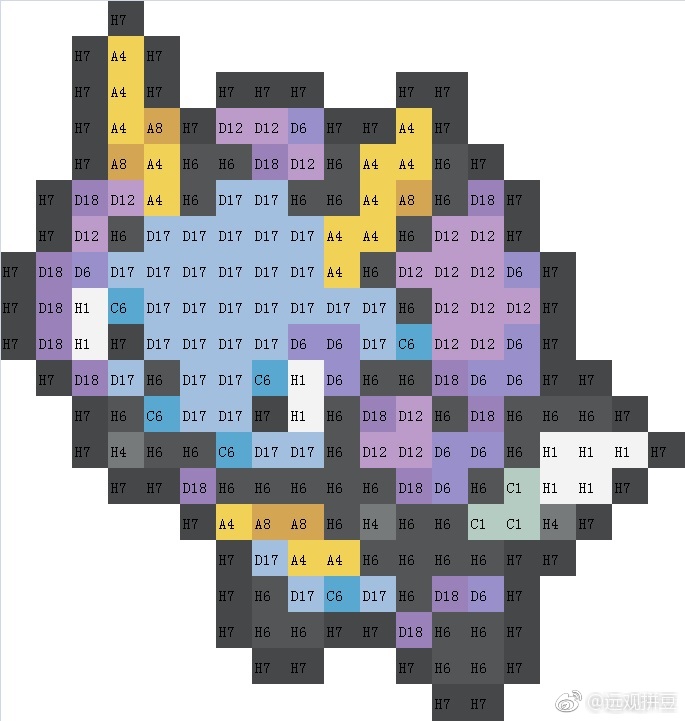 H7
H7 A4 H7
H7 A4 H7 H7 H7 H7 H7 H7
H7 A4 A8 H7 D12 D12 D6 H7 H7 A4 H7
H7 A8 A4 H6 H6 D18 D12 H6 A4 A4 H6 H7
H7 D18 D12 A4 H6 D17 D17 H6 H6 A4 A8 H6 D18 H7
H7 D12 H6 D17 D17 D17 D17 D17 A4 A4 H6 D12 D12 H7
H7 D18 D6 D17 D17 D17 D17 D17 D17 A4 H6 D12 D12 D12 D6 H7
H7 D18 H1 C6 D17 D17 D17 D17 D17 D17 D17 H6 D12 D12 D12 H7
H7 D18 H1 H7 D17 D17 D17 D17 D6 D6 D17 C6 D12 D12 D6 H7
H7 D18 D17 H6 D17 D17 C6 H1 D6 H6 H6 D18 D6 D6 H7 H7
H7 H6 C6 D17 D17 H7 H1 H6 D18 D12 H6 D18 H6 H6 H6 H7
H7 H4 H6 H6 C6 D17 D17 H6 D12 D12 D6 D6 H6 H1 H1 H1 H7
H7 H7 D18 H6 H6 H6 H6 H6 D18 D6 H6 C1 H1 H1 H7
H7 A4 A8 A8 H6 H4 H6 H6 C1 C1 H4 H7
H7 D17 A4 A4 H6 H6 H6 H6 H7 H7
H7 H6 D17 C6 D17 H6 D18 D6 H7
H7 H6 H6 H7 H7 D18 H6 H6 H7
H7 H7 H7 H6 H6 H7
H7 H7
@远观拼豆